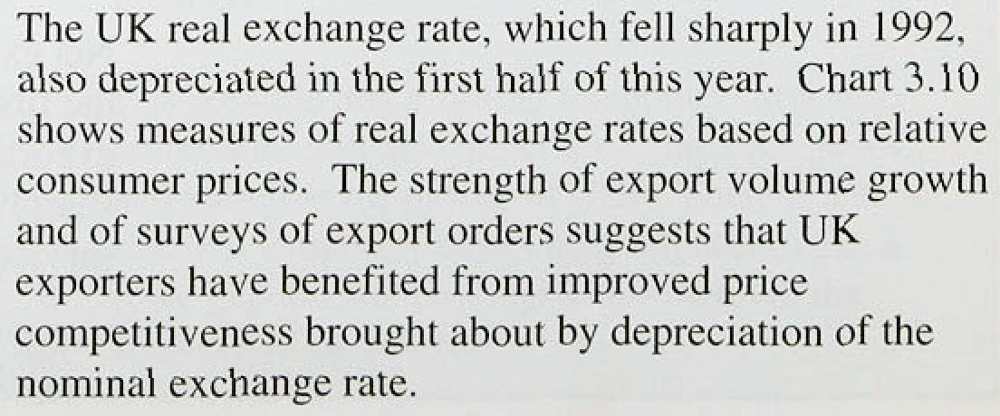 The UK real exchange rate, which fell sharply in 1992,
also depreciated in the first half of this year. Chart 3.10
shows measures of real exchange rates based on relative
consumer prices. The strength of export volume growth
and of surveys of export orders suggests that UK
exporters have benefited from improved price
competitiveness brought about by depreciation of the
nominal exchange rate.